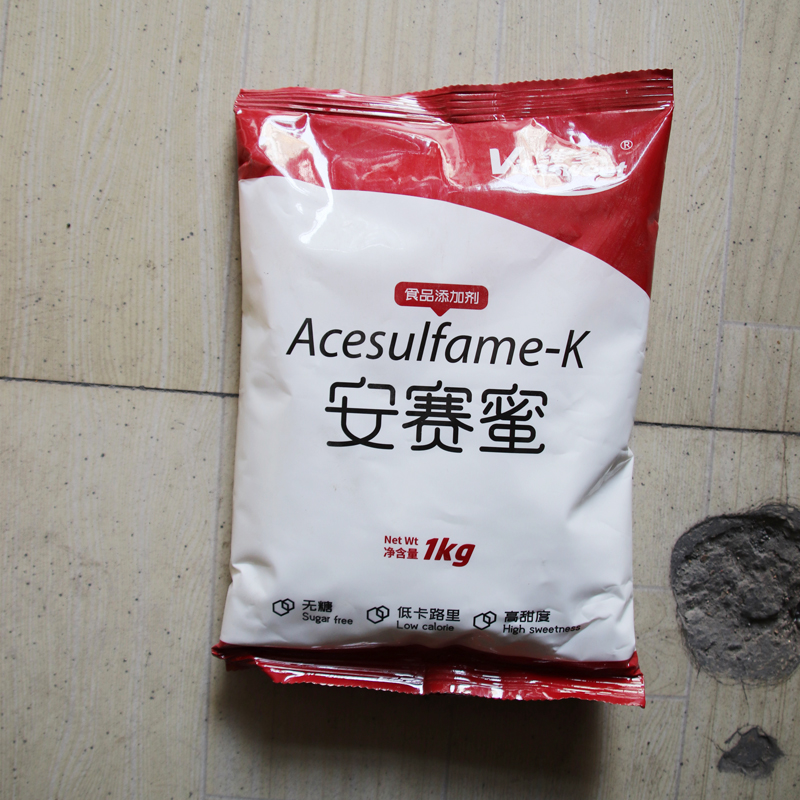 ®
食品添加剂
Acesulfame-K
安赛蜜
Net Wt
净含量 1kg
无糖
Sugar free
低卡路里
Low calorie
高甜度
High sweetness